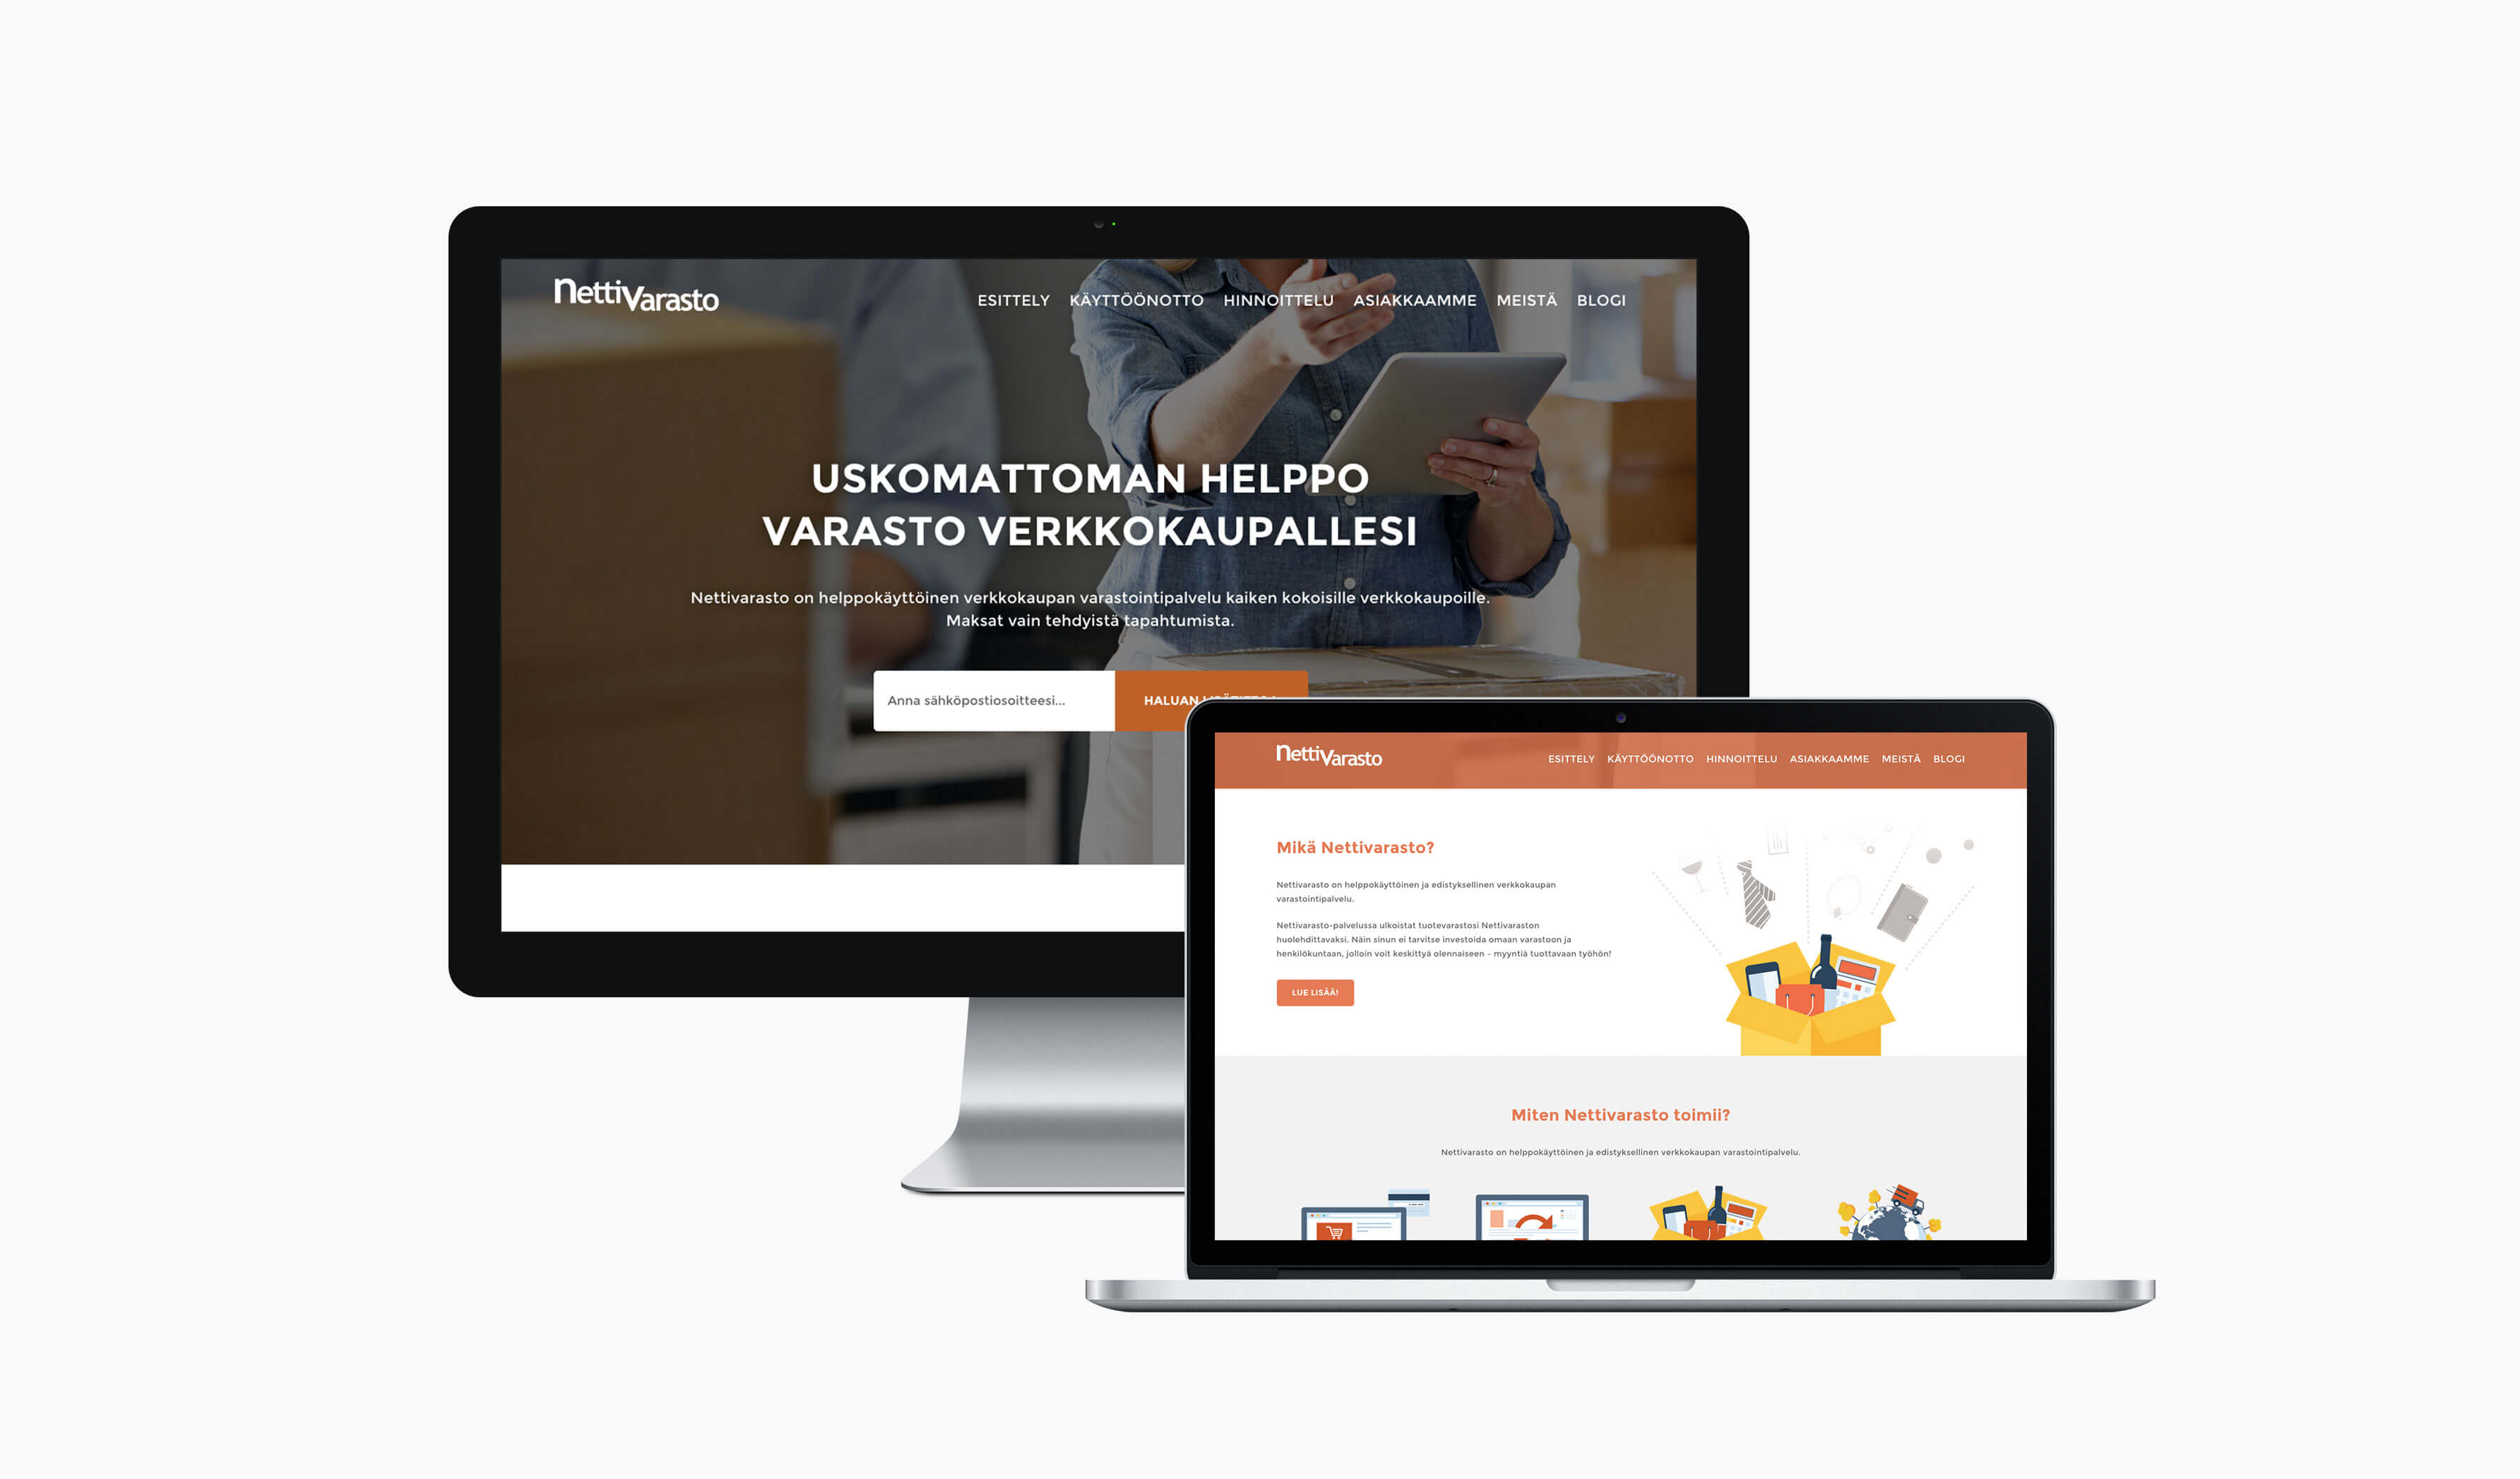 nettiVarasto
ESITTELY KÄYTTÖÖNOTTO HINNOITTELU ASIAKKAAMME MEISTÄ BLOGI
USKOMATTOMAN HELPPO
VARASTO VERKKOKAUPALLESI
Nettivarasto on helppokäyttöinen verkkokaupan varastointipalvelu kaiken kokoisille verkkokaupoille.
Maksat vain tehdyistä tapahtumista.
Anna sähköpostiosoitteesi...
HALUAN
nettiVarasto
ESITTELY KÄYTTÖÖNOTTO HINNOITTELU ASIAKKAAMME MEISTÄ BLOGI
Mikä Nettivarasto?
Nettivarasto on helppokäyttöinen ja edistyksellinen verkkokaupan
varastointipalvelu.
Nettivarasto-palvelussa ulkoistat tuotevarastosi Nettivaraston
huolehdittavaksi. Näin sinun ei tarvitse investoida omaan varastoon ja
henkilökuntaan, jolloin voit keskittyä olennaiseen - myyntiä tuottavaan työhön!
LUE LISÄÄ!
Miten Nettivarasto toimii?
Nettivarasto on helppokäyttöinen ja edistyksellinen verkkokaupan varastointipalvelu.